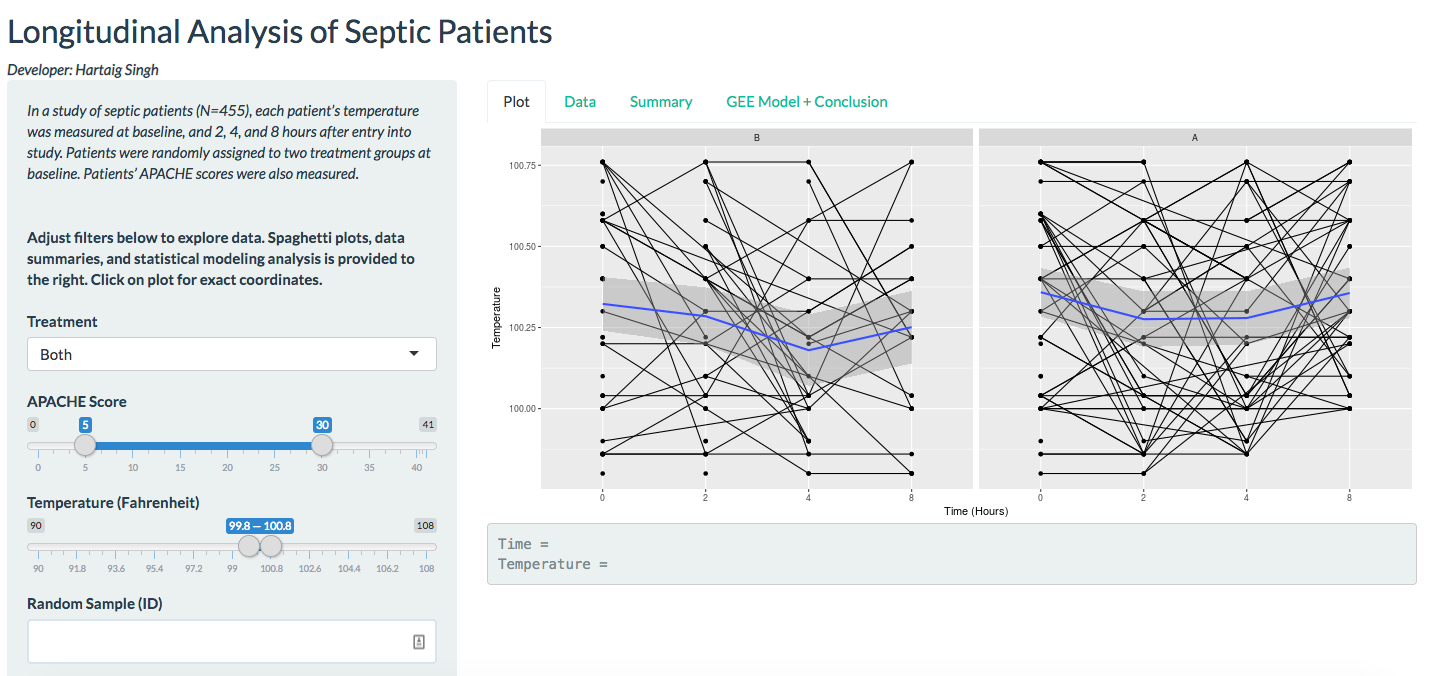 Longitudinal Analysis of Septic Patients
Developer: Hartaig Singh
In a study of septic patients (N=455), each patient's temperature
was measured at baseline, and 2, 4, and 8 hours after entry into
study. Patients were randomly assigned to two treatment groups at
baseline. Patients' APACHE scores were also measured.
Adjust filters below to explore data. Spaghetti plots, data
summaries, and statistical modeling analysis is provided to
the right. Click on plot for exact coordinates.
Treatment
Both
APACHE Score
0 5 30 41
0 5 10 15 20 25 30 35 40
Temperature (Fahrenheit)
90 99.8 — 100.8 108
90 91.8 93.6 95.4 97.2 99 100.8 102.6 104.4 106.2 108
Random Sample (ID)
Plot Data Summary GEE Model + Conclusion
B A
100.75
100.50
100.25
100.00
Temperature
0 2 4 8 0 2 4 8
Time (Hours)
Time =
Temperature =